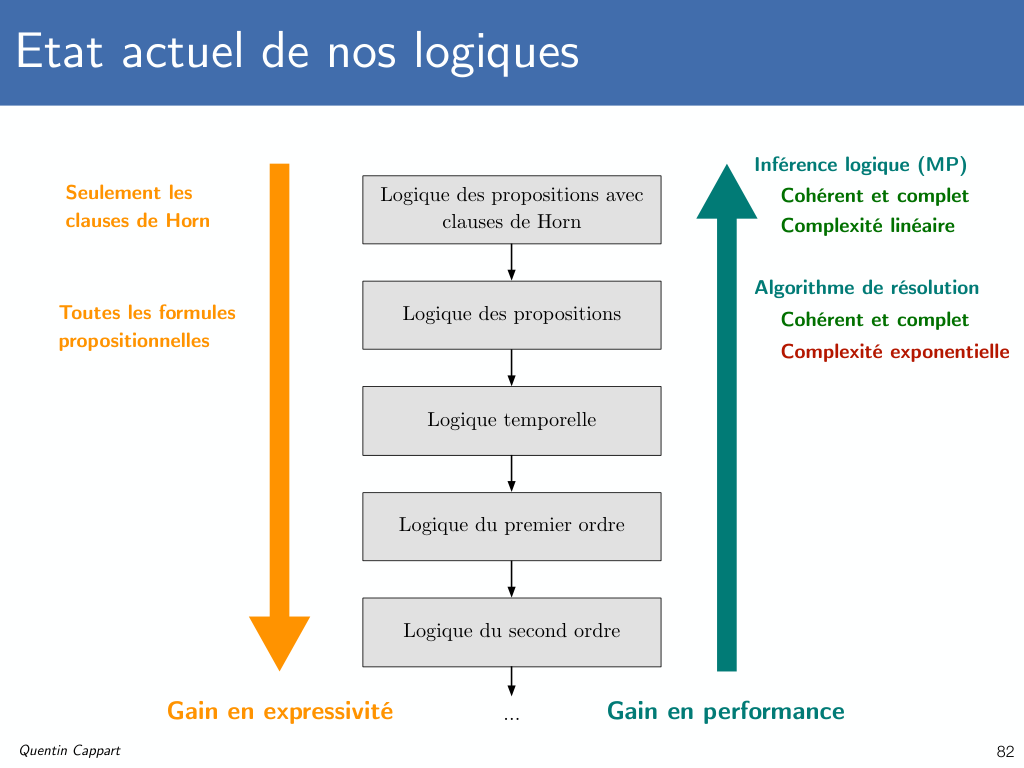 Etat actuel de nos logiques
Seulement les
clauses de Horn
Toutes les formules
propositionnelles
Gain en expressivité
Logique des propositions avec
clauses de Horn
Logique des propositions
Logique temporelle
Logique du premier ordre
Logique du second ordre
...
Inférence logique (MP)
Cohérent et complet
Complexité linéaire
Algorithme de résolution
Cohérent et complet
Complexité exponentielle
Gain en performance
Quentin Cappart
82